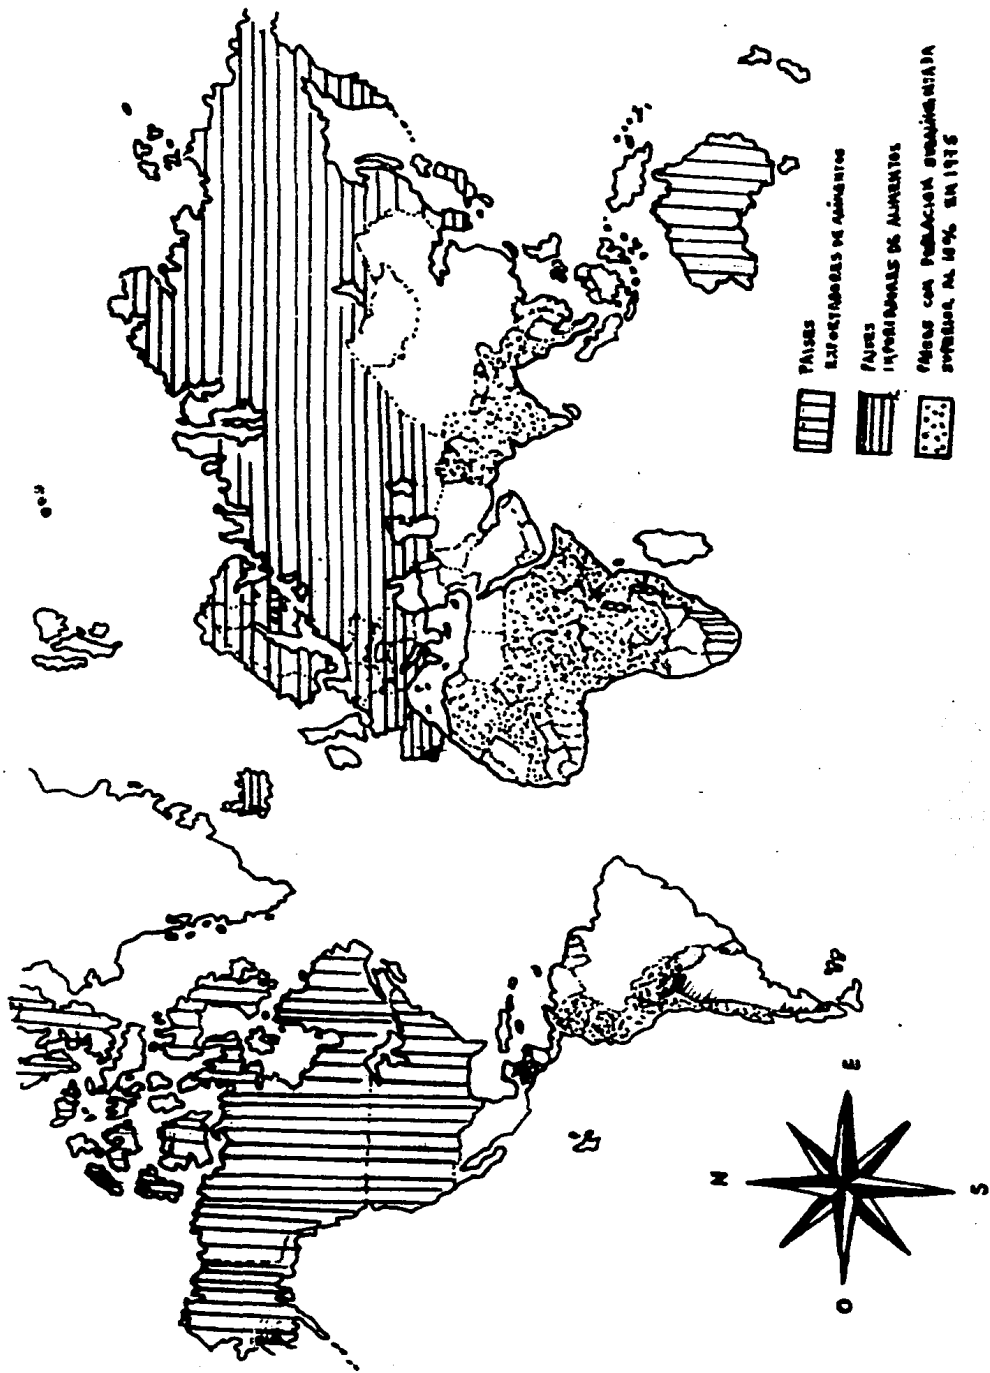 PAISES
EXPORTADORES DE ALIMENTOS
PAISES
IMPORTADORES DE ALIMENTOS
PAISES CON POBLACION SUBALIMENTADA
SUPERIOR AL 10% EN 1975
N
E
S
O